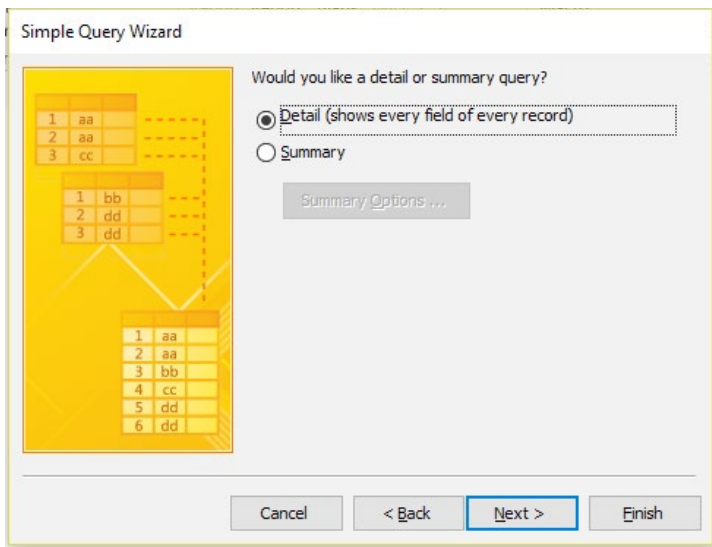 Simple Query Wizard
Would you like a detail or summary query?
Detail (shows every field of every record)
Summary
Summary Options ...
1 aa
2 aa
3 cc
1 bb
2 dd
3 dd
1 aa
2 aa
3 bb
4 cc
5 dd
6 dd
Cancel < Back Next > Finish